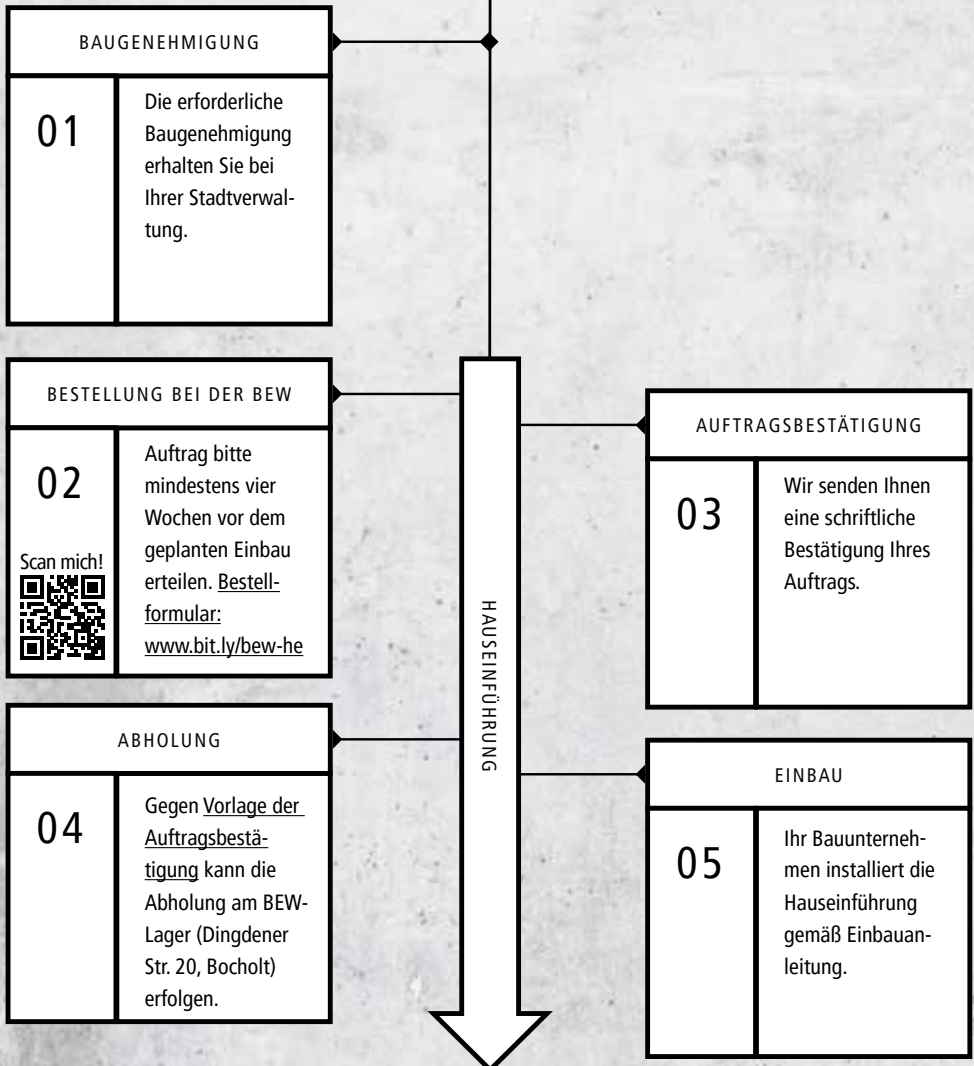 BAUGENEHMIGUNG
01
Die erforderliche
Baugenehmigung
erhalten Sie bei
Ihrer Stadtverwal-
tung.
BESTELLUNG BEI DER BEW
02
Scan mich!
Auftrag bitte
mindestens vier
Wochen vor dem
geplanten Einbau
erteilen. Bestell-
formular:
www.bit.ly/bew-he
AUFTRAGSBESTÄTIGUNG
03
Wir senden Ihnen
eine schriftliche
Bestätigung Ihres
Auftrags.
HAUSEINFÜHRUNG
ABHOLUNG
04
Gegen Vorlage der
Auftragsbestä-
tigung kann die
Abholung am BEW-
Lager (Dingdener
Str. 20, Bocholt)
erfolgen.
EINBAU
05
Ihr Bauunterneh-
men installiert die
Hauseinführung
gemäß Einbauan-
leitung.